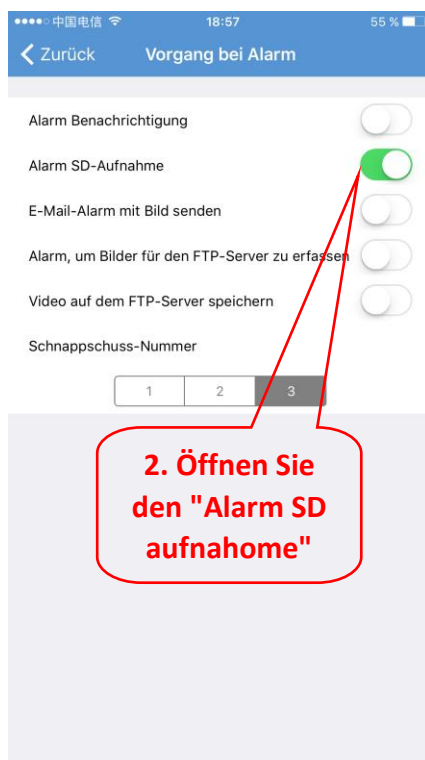 中国电信 18:57 55 %
Zurück Vorgang bei Alarm
Alarm Benachrichtigung
Alarm SD-Aufnahme
E-Mail-Alarm mit Bild senden
Alarm, um Bilder für den FTP-Server zu erfassen
Video auf dem FTP-Server speichern
Schnappschuss-Nummer
1 2 3
2. Öffnen Sie
den "Alarm SD
aufnahome"